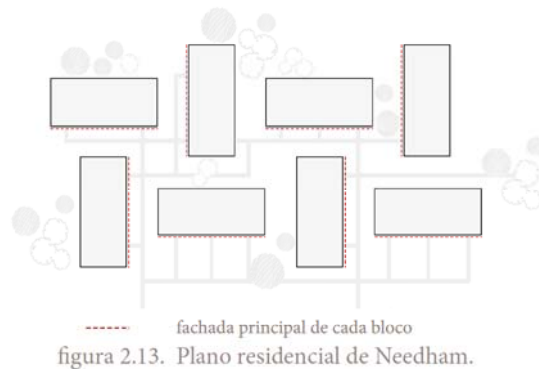 fachada principal de cada bloco
figura 2.13. Plano residencial de Needham.